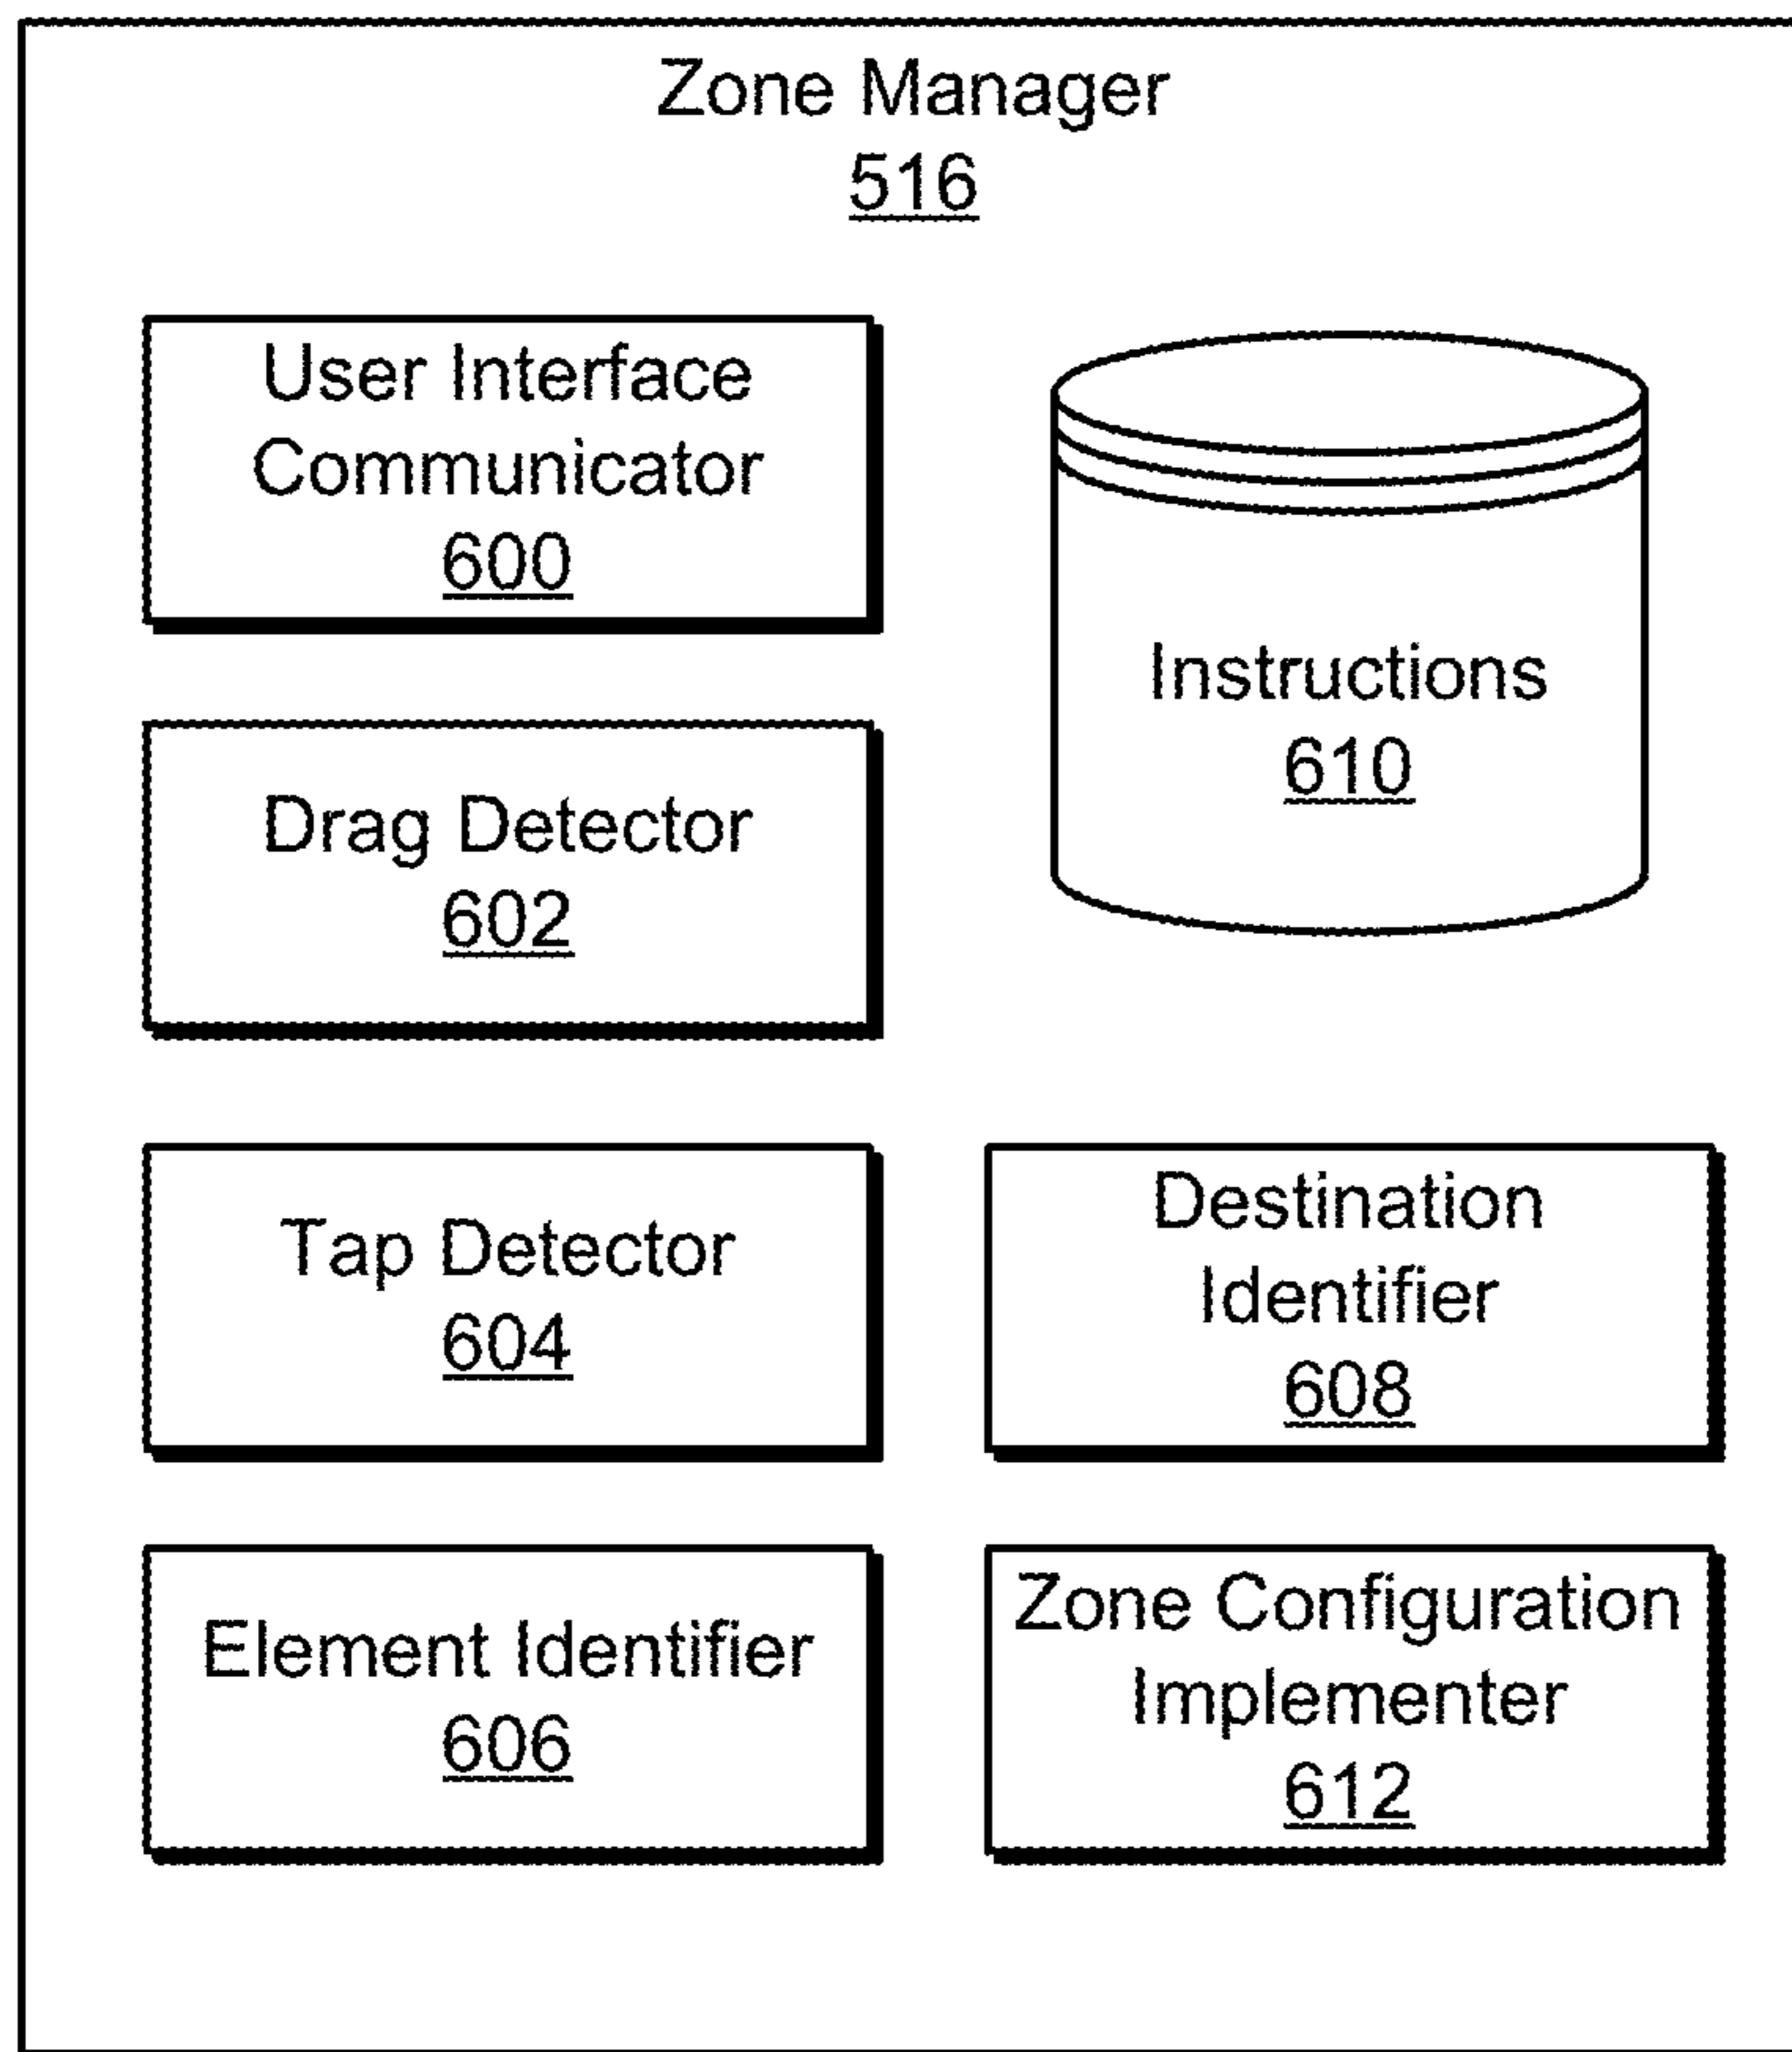 Zone Manager
516
User Interface
Communicator
600
Instructions
610
Drag Detector
602
Tap Detector
604
Destination
Identifier
608
Element Identifier
606
Zone Configuration
Implementer
612